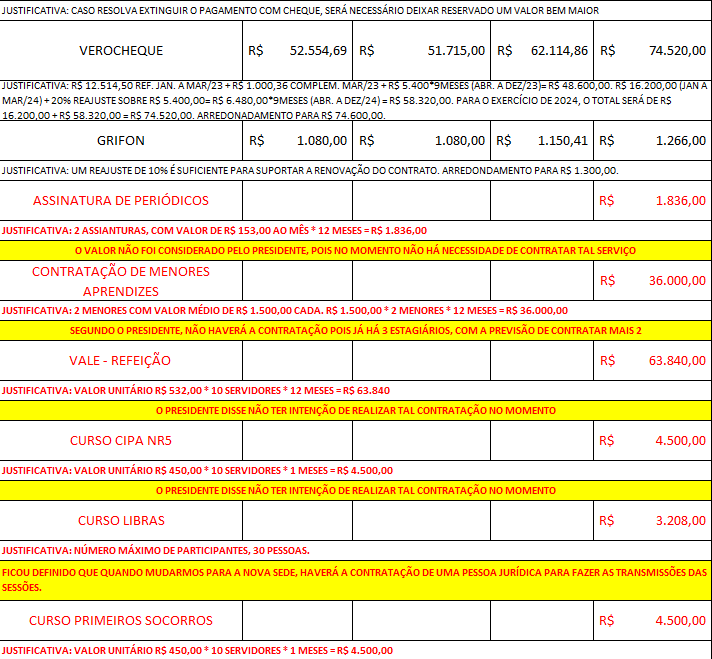 JUSTIFICATIVA: CASO RESOLVA EXTINGUIR O PAGAMENTO COM CHEQUE, SERÁ NECESSÁRIO DEIXAR RESERVADO UM VALOR BEM MAIOR
VEROCHEQUE R$ 52.554,69 R$ 51.715,00 R$ 62.114,86 R$ 74.520,00
JUSTIFICATIVA: R$ 12.514,50 REF. JAN. A MAR/23 + R$ 1.000,36 COMPLEM. MAR/23 + R$ 5.400*9MESES (ABR. A DEZ/23)= R$ 48.600. R$ 16.200,00 (JAN A
MAR/24) + 20% REAJUSTE SOBRE R$ 5.400,00= R$ 6.480,00*9MESES (ABR. A DEZ/24) = R$ 58.320,00. PARA O EXERCÍCIO DE 2024, O TOTAL SERÁ DE R$
16.200,00 + R$ 58.320,00 = R$ 74.520,00. ARREDONADAMENTO PARA R$ 74.600,00.
GRIFON R$ 1.080,00 R$ 1.080,00 R$ 1.150,41 R$ 1.266,00
JUSTIFICATIVA: UM REAJUSTE DE 10% É SUFICIENTE PARA SUPORTAR A RENOVAÇÃO DO CONTRATO. ARREDONDAMENTO PARA R$ 1.300,00.
ASSINATURA DE PERIÓDICOS R$ 1.836,00
JUSTIFICATIVA: 2 ASSIANTURAS, COM VALOR DE R$ 153,00 AO MÊS * 12 MESES = R$ 1.836,00
O VALOR NÃO FOI CONSIDERADO PELO PRESIDENTE, POIS NO MOMENTO NÃO HÁ NECESSIDADE DE CONTRATAR TAL SERVIÇO
CONTRATAÇÃO DE MENORES
APRENDIZES R$ 36.000,00
JUSTIFICATIVA: 2 MENORES COM VALOR MÉDIO DE R$ 1.500,00 CADA. R$ 1.500,00 * 2 MENORES * 12 MESES = R$ 36.000,00
SEGUNDO O PRESIDENTE, NÃO HAVERÁ A CONTRATAÇÃO POIS JÁ HÁ 3 ESTAGIÁRIOS, COM A PREVISÃO DE CONTRATAR MAIS 2
VALE - REFEIÇÃO R$ 63.840,00
JUSTIFICATIVA: VALOR UNITÁRIO R$ 532,00 * 10 SERVIDORES * 12 MESES = R$ 63.840
O PRESIDENTE DISSE NÃO TER INTENÇÃO DE REALIZAR TAL CONTRATAÇÃO NO MOMENTO
CURSO CIPA NR5 R$ 4.500,00
JUSTIFICATIVA: VALOR UNITÁRIO R$ 450,00 * 10 SERVIDORES * 1 MESES = R$ 4.500,00
O PRESIDENTE DISSE NÃO TER INTENÇÃO DE REALIZAR TAL CONTRATAÇÃO NO MOMENTO
CURSO LIBRAS R$ 3.208,00
JUSTIFICATIVA: NÚMERO MÁXIMO DE PARTICIPANTES, 30 PESSOAS.
FICOU DEFINIDO QUE QUANDO MUDARMOS PARA A NOVA SEDE, HAVERÁ A CONTRATAÇÃO DE UMA PESSOA JURÍDICA PARA FAZER AS TRANSMISSÕES DAS
SESSÕES.
CURSO PRIMEIROS SOCORROS R$ 4.500,00
JUSTIFICATIVA: VALOR UNITÁRIO R$ 450,00 * 10 SERVIDORES * 1 MESES = R$ 4.500,00